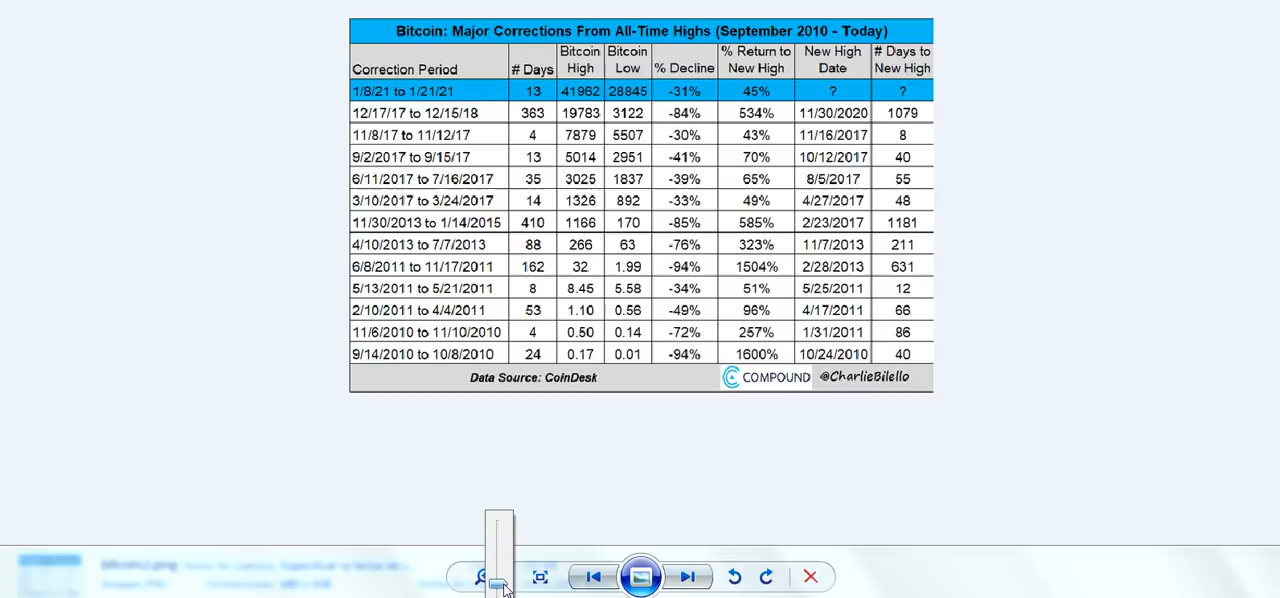 Bitcoin: Major Corrections From All-Time Highs (September 2010 - Today)
Correction Period # Days Bitcoin High Bitcoin Low % Decline % Return to New High New High Date # Days to New High
1/8/21 to 1/21/21 13 41962 28845 -31% 45% ? ?
12/17/17 to 12/15/18 363 19783 3122 -84% 534% 11/30/2020 1079
11/8/17 to 11/12/17 4 7879 5507 -30% 43% 11/16/2017 8
9/2/2017 to 9/15/17 13 5014 2951 -41% 70% 10/12/2017 40
6/11/2017 to 7/16/2017 35 3025 1837 -39% 65% 8/5/2017 55
3/10/2017 to 3/24/2017 14 1326 892 -33% 49% 4/27/2017 48
11/30/2013 to 1/14/2015 410 1166 170 -85% 585% 2/23/2017 1181
4/10/2013 to 7/7/2013 88 266 63 -76% 323% 11/7/2013 211
6/8/2011 to 11/17/2011 162 32 1.99 -94% 1504% 2/28/2013 631
5/13/2011 to 5/21/2011 8 8.45 5.58 -34% 51% 5/25/2011 12
2/10/2011 to 4/4/2011 53 1.10 0.56 -49% 96% 4/17/2011 66
11/6/2010 to 11/10/2010 4 0.50 0.14 -72% 257% 1/31/2011 86
9/14/2010 to 10/8/2010 24 0.17 0.01 -94% 1600% 10/24/2010 40
Data Source: CoinDesk COMPOUND @CharlieBilello